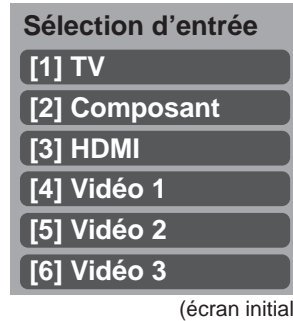 Sélection d’entrée
[1] TV
[2] Composant
[3] HDMI
[4] Vidéo 1
[5] Vidéo 2
[6] Vidéo 3
(écran initial